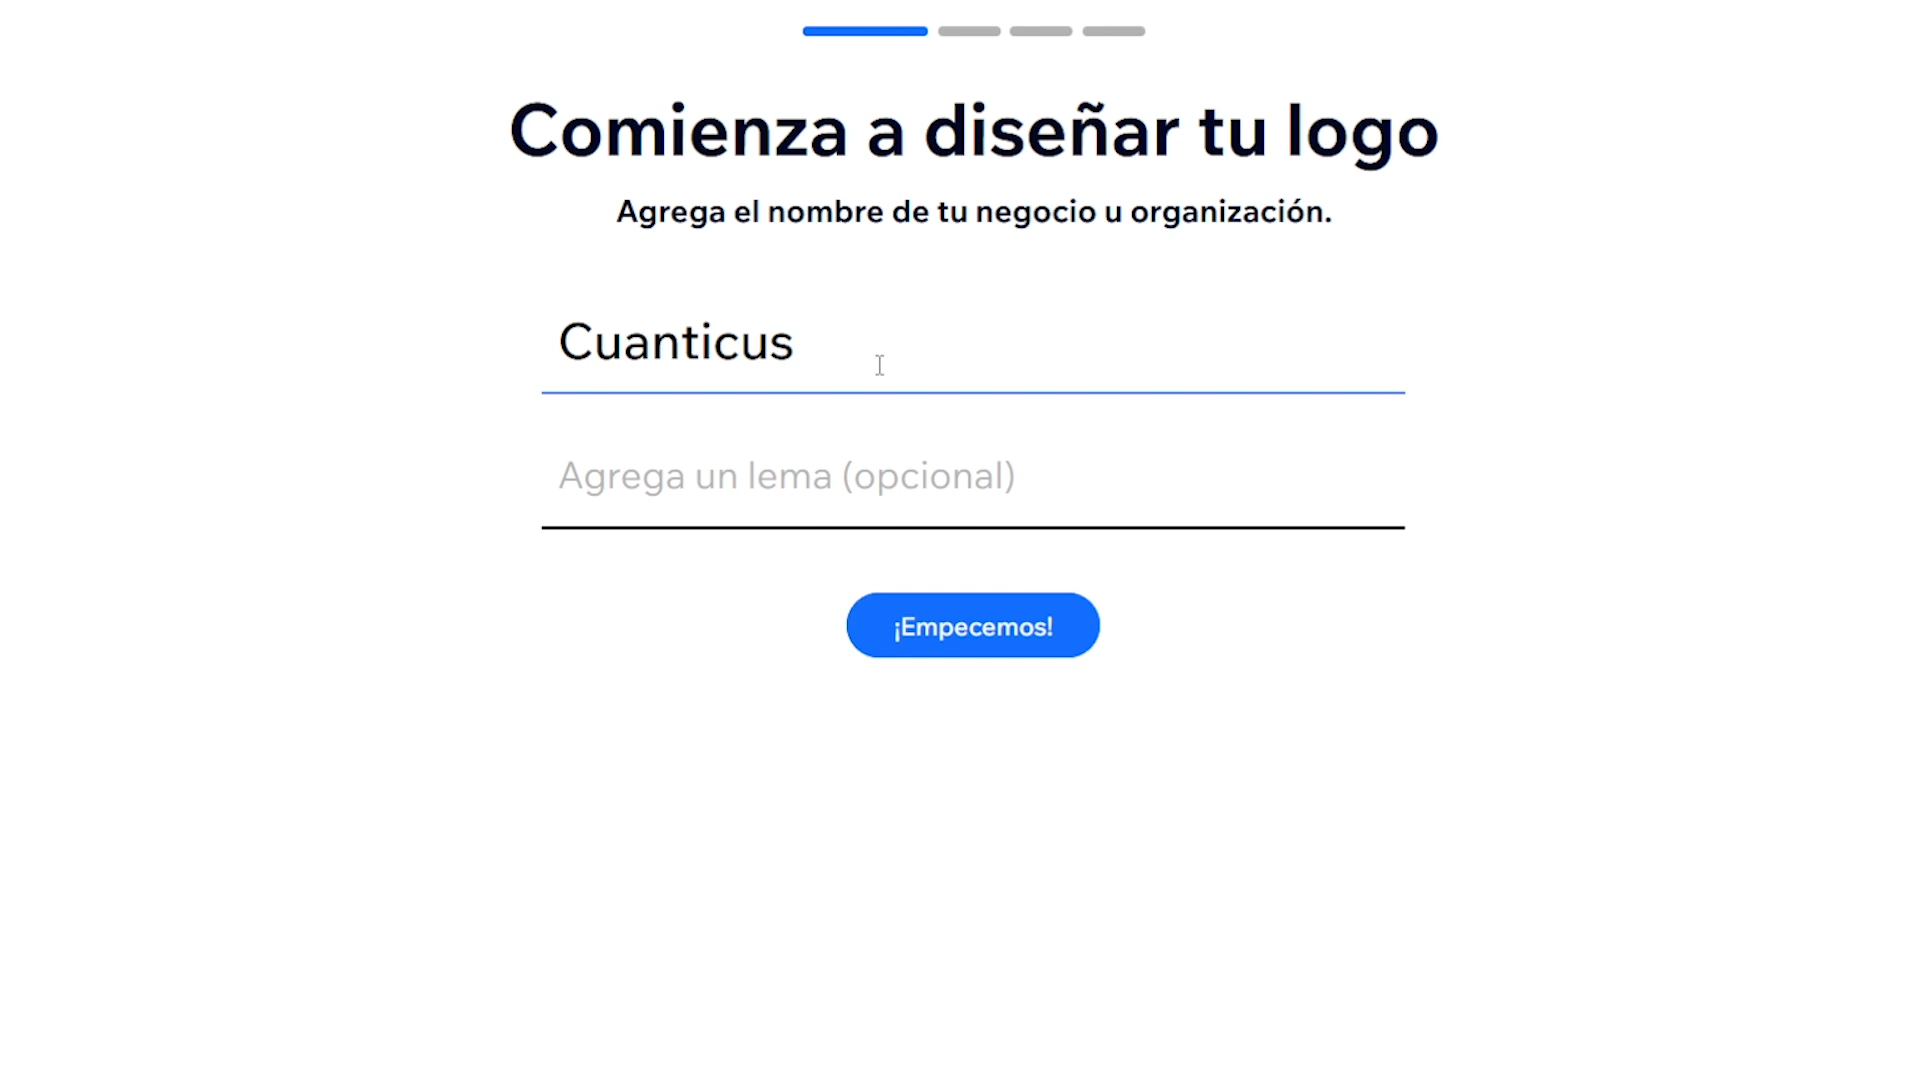 Comienza a diseñar tu logo
Agrega el nombre de tu negocio u organización.
Cuanticus
Agrega un lema (opcional)
¡Empecemos!